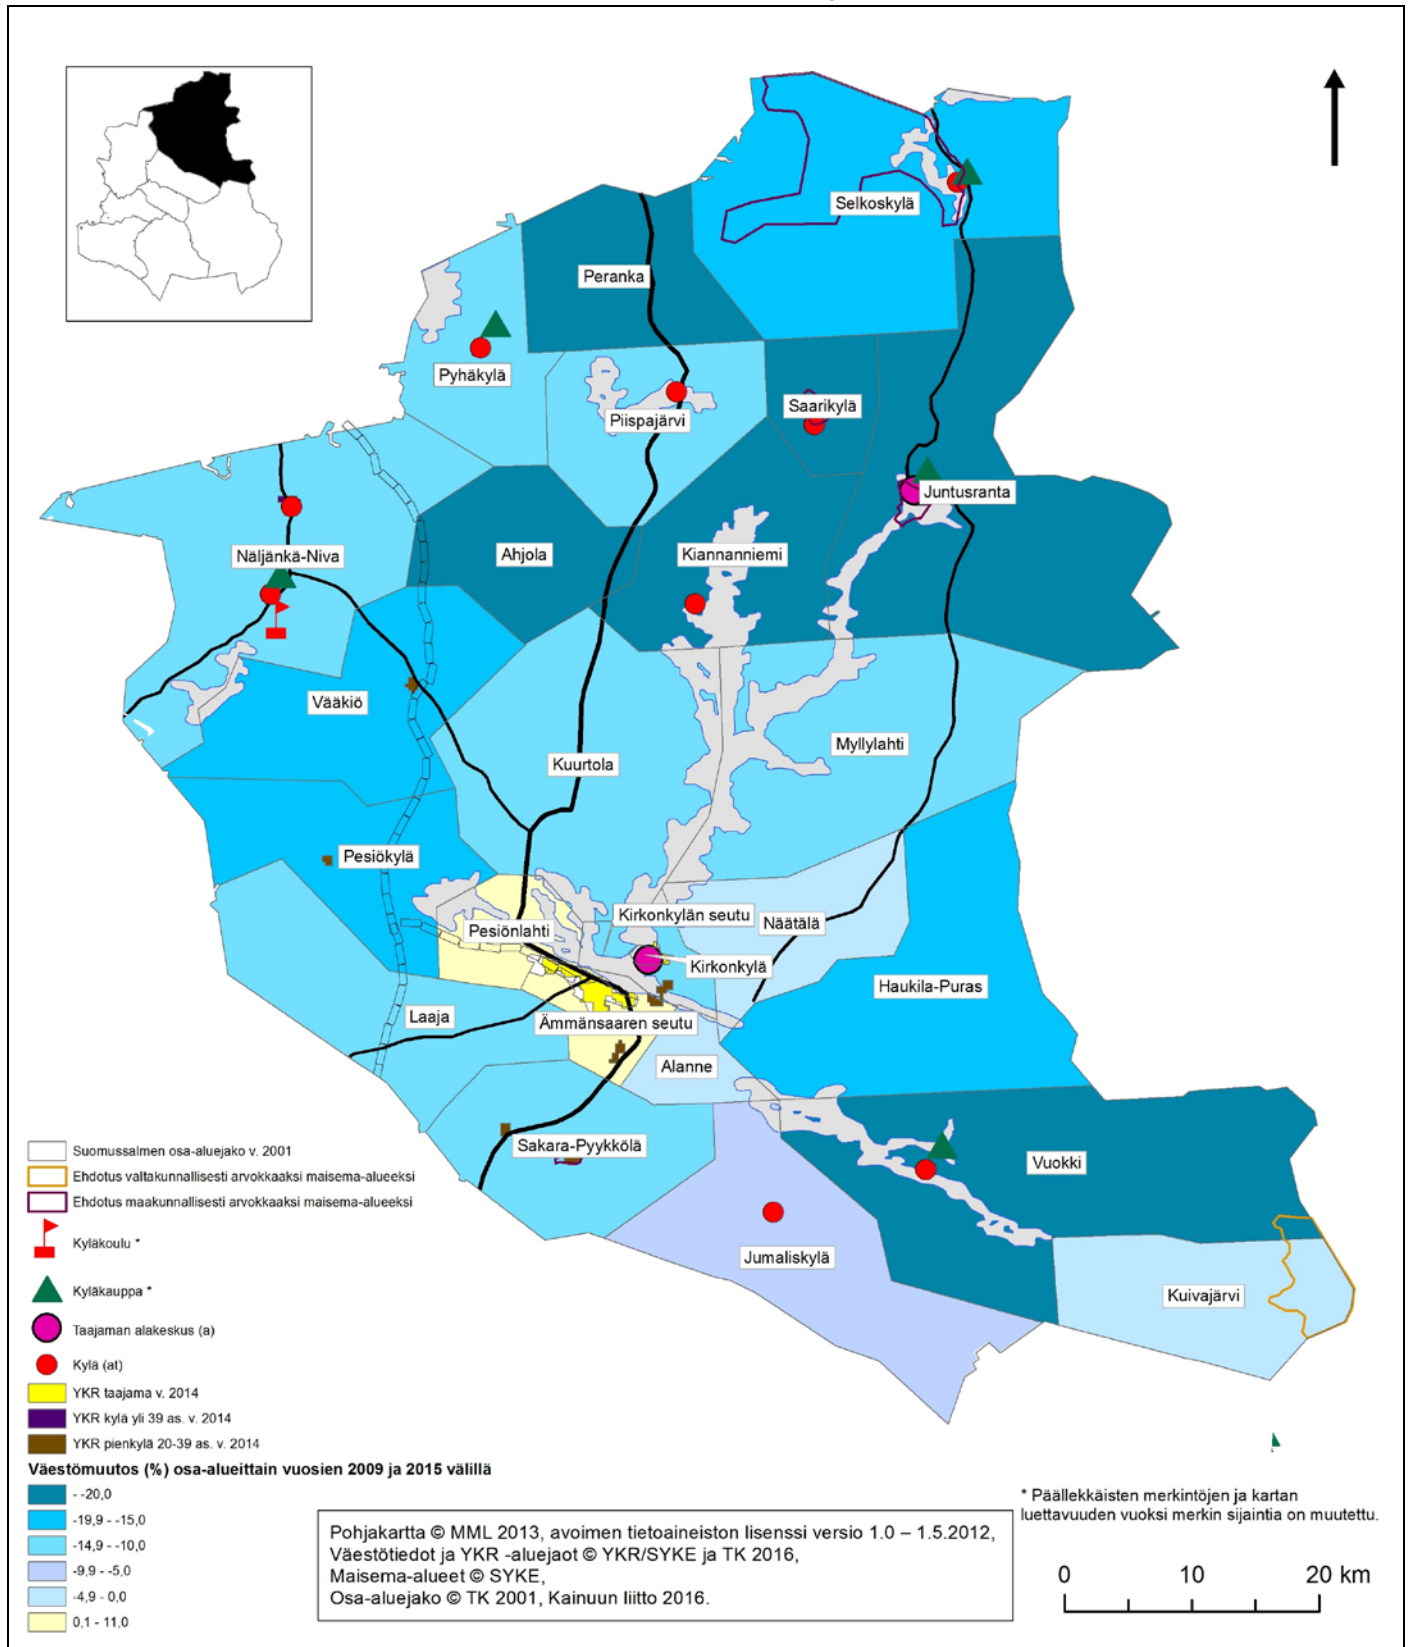 Selkoskylä
Peranka
Pyhäkylä
Piispajärvi
Saarikylä
Juntusranta
Näljänkä-Niva
Ahjola
Kiannanniemi
Vääkiö
Kuurtola
Myllylahti
Pesiökylä
Kirkonkylän seutu
Näätälä
Pesiönlahti
Kirkonkylä
Haukila-Puras
Laaja
Ämmänsaaren seutu
Alanne
Sakara-Pyykkölä
Vuokki
Jumaliskylä
Kuivajärvi
Suomussalmen osa-aluejako v. 2001
Ehdotus valtakunnallisesti arvokkaaksi maisema-alueeksi
Ehdotus maakunnallisesti arvokkaaksi maisema-alueeksi
Kyläkoulu *
Kyläkauppa *
Taajaman alakeskus (a)
Kylä (at)
YKR taajama v. 2014
YKR kylä yli 39 as. v. 2014
YKR pienkylä 20-39 as. v. 2014
Väestömuutos (%) osa-alueittain vuosien 2009 ja 2015 välillä
- -20,0
-19,9 - -15,0
-14,9 - -10,0
-9,9 - -5,0
-4,9 - 0,0
0,1 - 11,0
Pohjakartta © MML 2013, avoimen tietoaineiston lisenssi versio 1.0 – 1.5.2012,
Väestötiedot ja YKR -aluejaot © YKR/SYKE ja TK 2016,
Maisema-alueet © SYKE,
Osa-aluejako © TK 2001, Kainuun liitto 2016.
* Päällekkäisten merkintöjen ja kartan
luettavuuden vuoksi merkin sijaintia on muutettu.
0 10 20 km